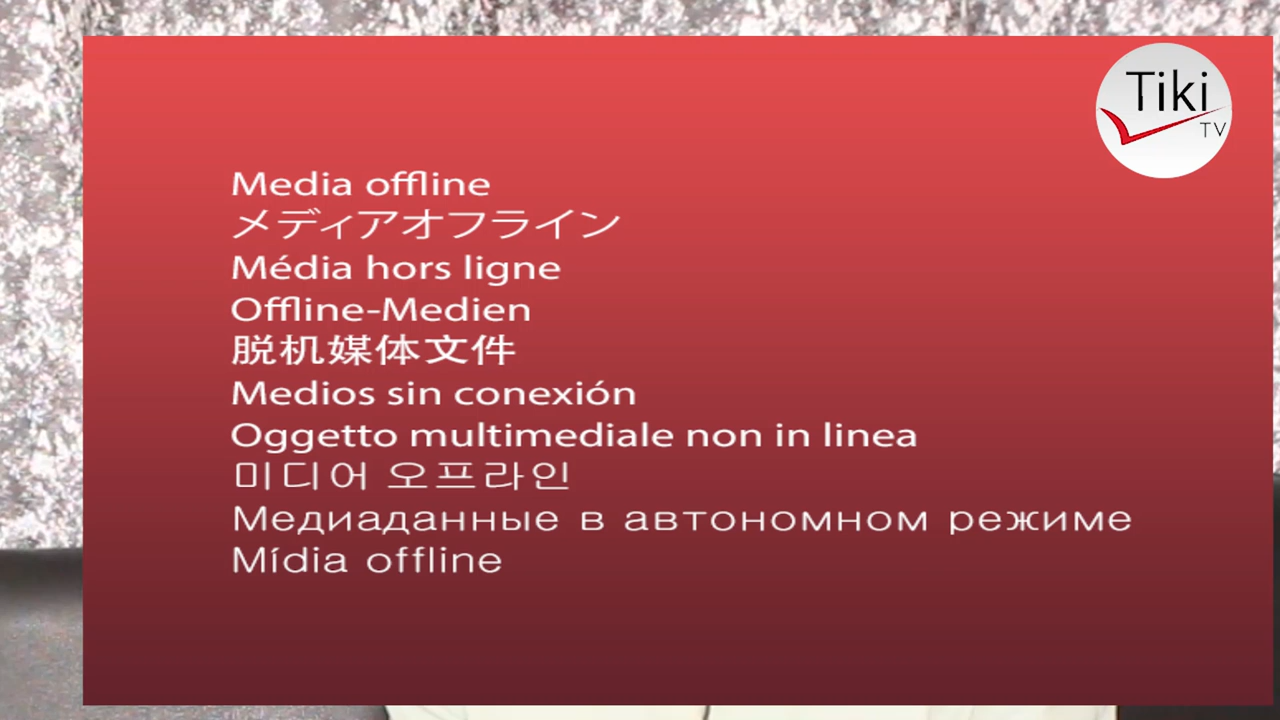 Tiki
TV
Media offline
メディアオフライン
Média hors ligne
Offline-Medien
脱机媒体文件
Medios sin conexión
Oggetto multimediale non in linea
미디어 오프라인
Медиаданные в автономном режиме
Mídia offline